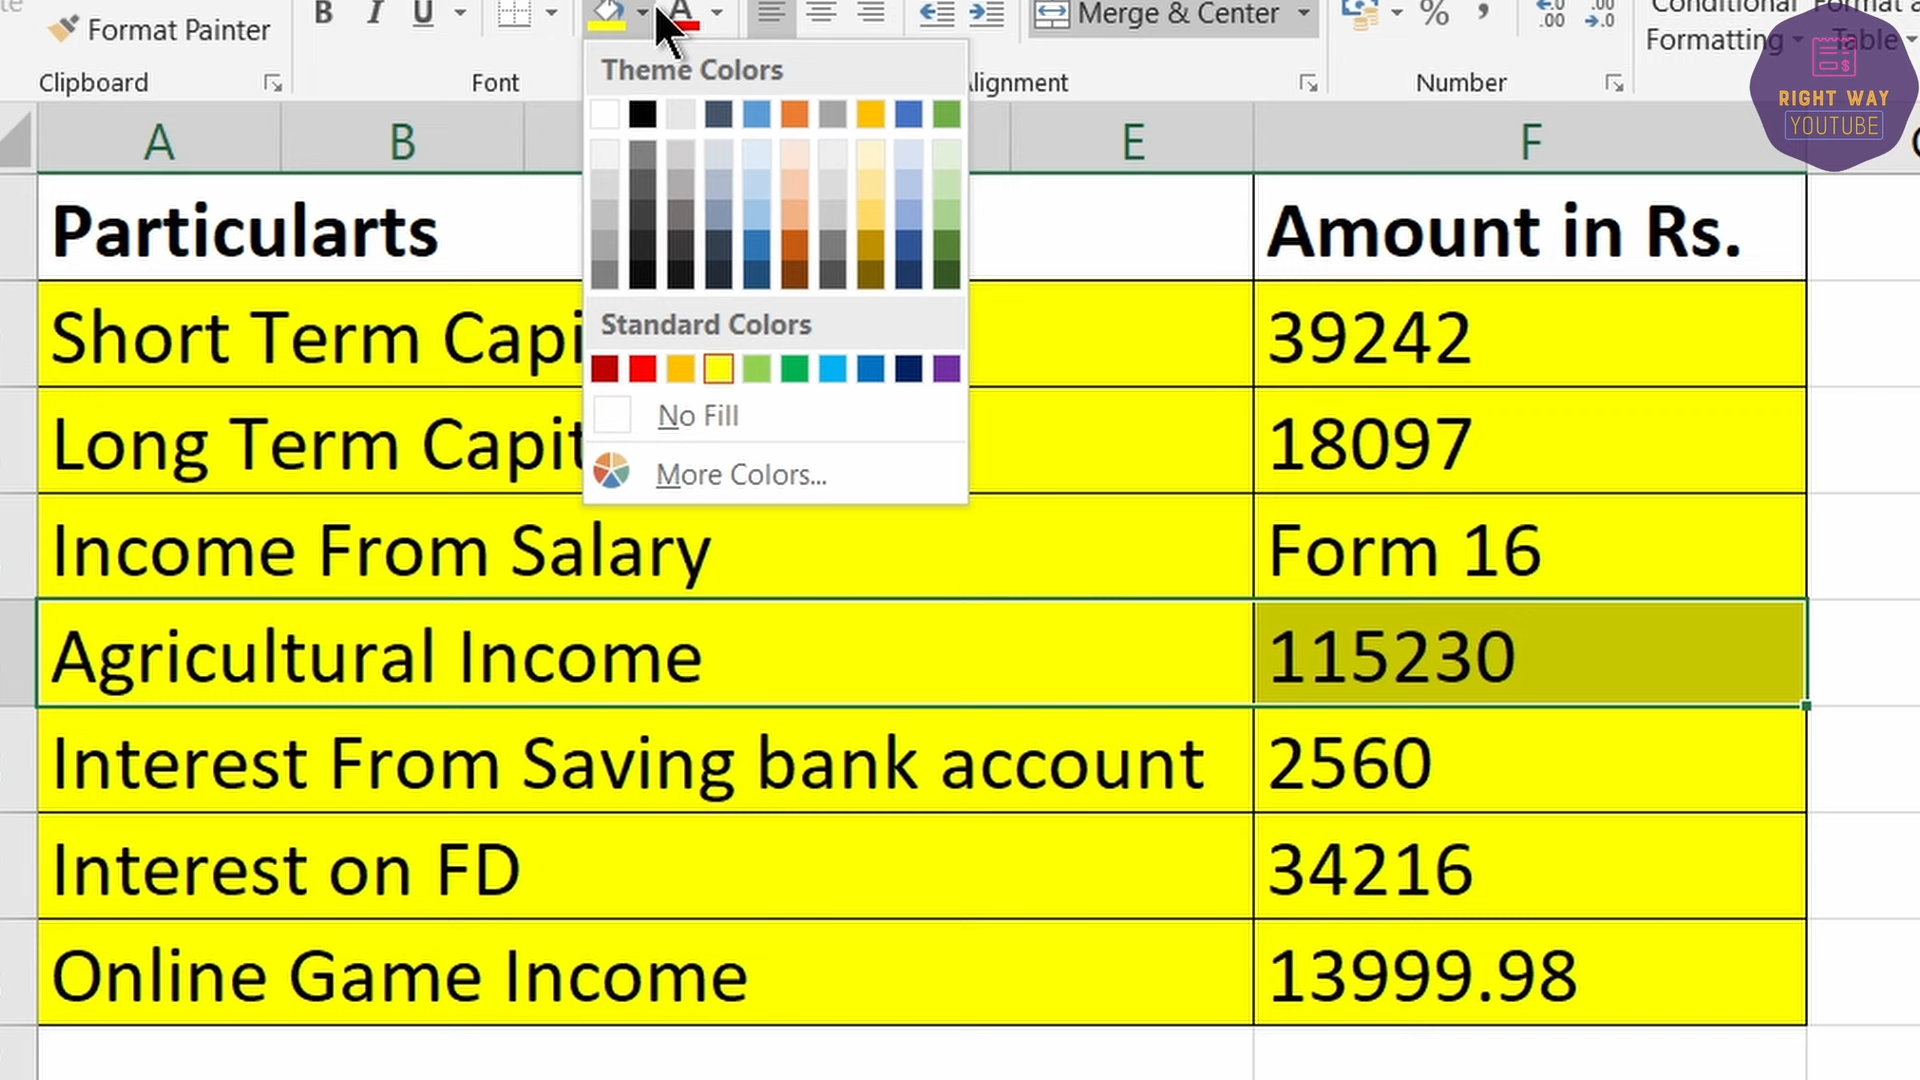 Format Painter
B I U
A
Merge & Center
%
Conditional
Formatting
Table
Clipboard
Font
Alignment
Number
RIGHT WAY
YOUTUBE
Theme Colors
Standard Colors
No Fill
More Colors...
A B E F
Particularts Amount in Rs.
Short Term Capi 39242
Long Term Capit 18097
Income From Salary Form 16
Agricultural Income 115230
Interest From Saving bank account 2560
Interest on FD 34216
Online Game Income 13999.98